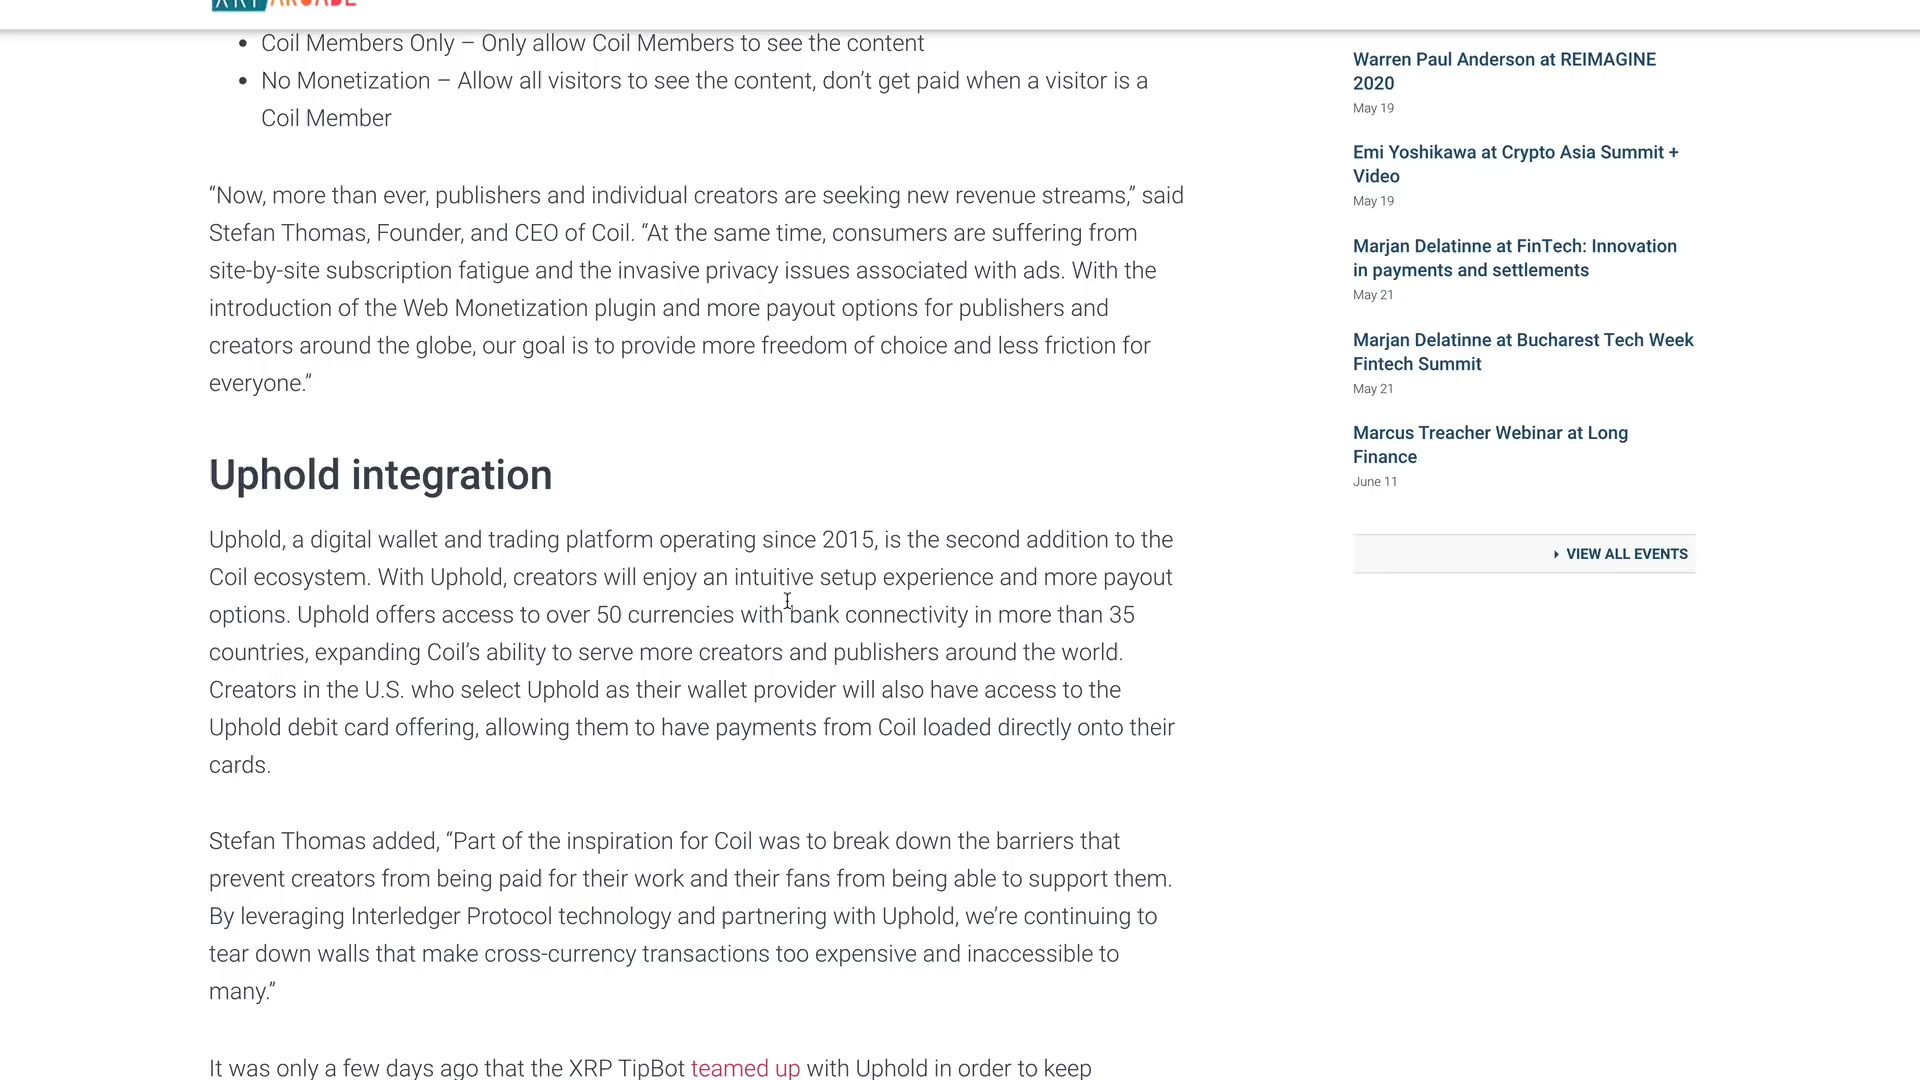 XRP ARCADE
• Coil Members Only – Only allow Coil Members to see the content
• No Monetization – Allow all visitors to see the content, don’t get paid when a visitor is a
Coil Member
“Now, more than ever, publishers and individual creators are seeking new revenue streams,” said
Stefan Thomas, Founder, and CEO of Coil. “At the same time, consumers are suffering from
site-by-site subscription fatigue and the invasive privacy issues associated with ads. With the
introduction of the Web Monetization plugin and more payout options for publishers and
creators around the globe, our goal is to provide more freedom of choice and less friction for
everyone.”
Uphold integration
Uphold, a digital wallet and trading platform operating since 2015, is the second addition to the
Coil ecosystem. With Uphold, creators will enjoy an intuitive setup experience and more payout
options. Uphold offers access to over 50 currencies with bank connectivity in more than 35
countries, expanding Coil’s ability to serve more creators and publishers around the world.
Creators in the U.S. who select Uphold as their wallet provider will also have access to the
Uphold debit card offering, allowing them to have payments from Coil loaded directly onto their
cards.
Stefan Thomas added, “Part of the inspiration for Coil was to break down the barriers that
prevent creators from being paid for their work and their fans from being able to support them.
By leveraging Interledger Protocol technology and partnering with Uphold, we’re continuing to
tear down walls that make cross-currency transactions too expensive and inaccessible to
many.”
It was only a few days ago that the XRP TipBot teamed up with Uphold in order to keep
Warren Paul Anderson at REIMAGINE
2020
May 19
Emi Yoshikawa at Crypto Asia Summit +
Video
May 19
Marjan Delatinne at FinTech: Innovation
in payments and settlements
May 21
Marjan Delatinne at Bucharest Tech Week
Fintech Summit
May 21
Marcus Treacher Webinar at Long
Finance
June 11
VIEW ALL EVENTS